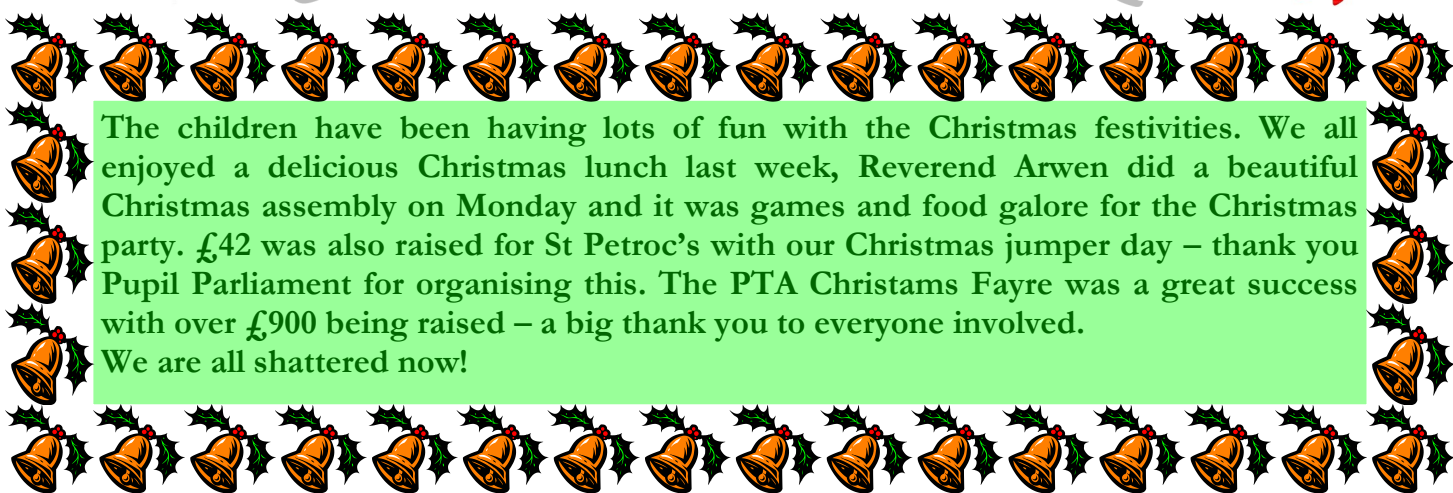 The children have been having lots of fun with the Christmas festivities. We all
enjoyed a delicious Christmas lunch last week, Reverend Arwen did a beautiful
Christmas assembly on Monday and it was games and food galore for the Christmas
party. £42 was also raised for St Petroc’s with our Christmas jumper day – thank you
Pupil Parliament for organising this. The PTA Christams Fayre was a great success
with over £900 being raised – a big thank you to everyone involved.
We are all shattered now!